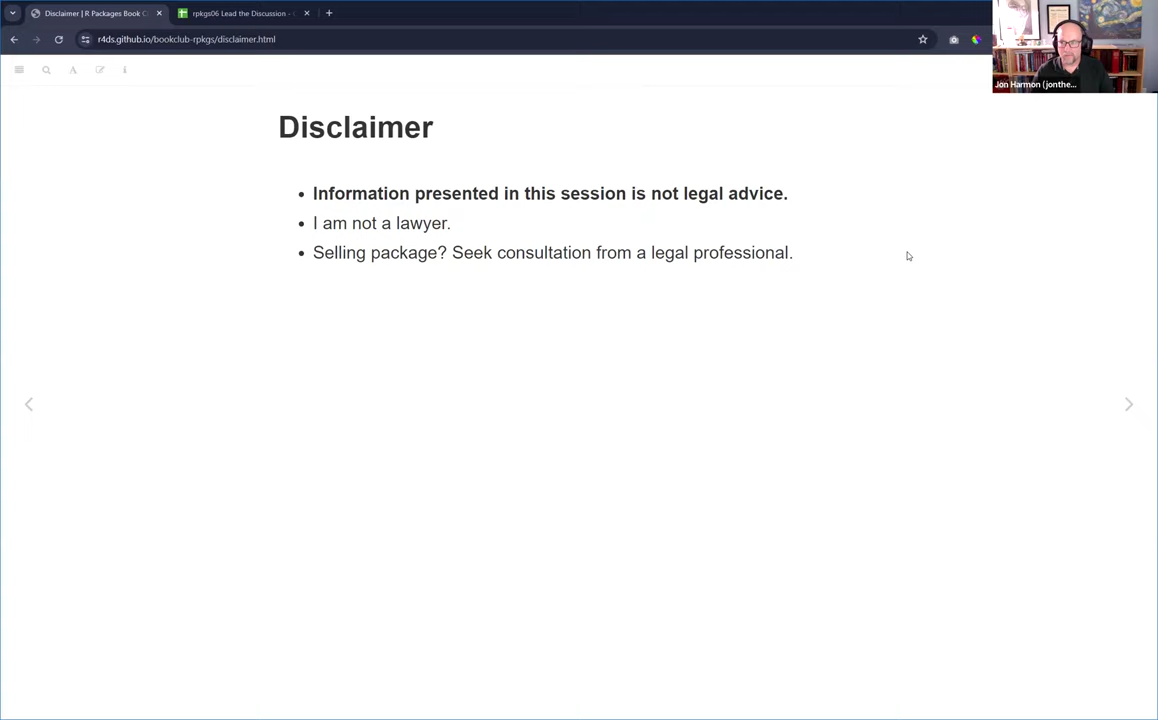 Disclaimer | R Packages Book C
rpkgs06 Lead the Discussion -
r4ds.github.io/bookclub-rpkgs/disclaimer.html
Jon Harmon (jonthe...
Disclaimer
• Information presented in this session is not legal advice.
• I am not a lawyer.
• Selling package? Seek consultation from a legal professional.